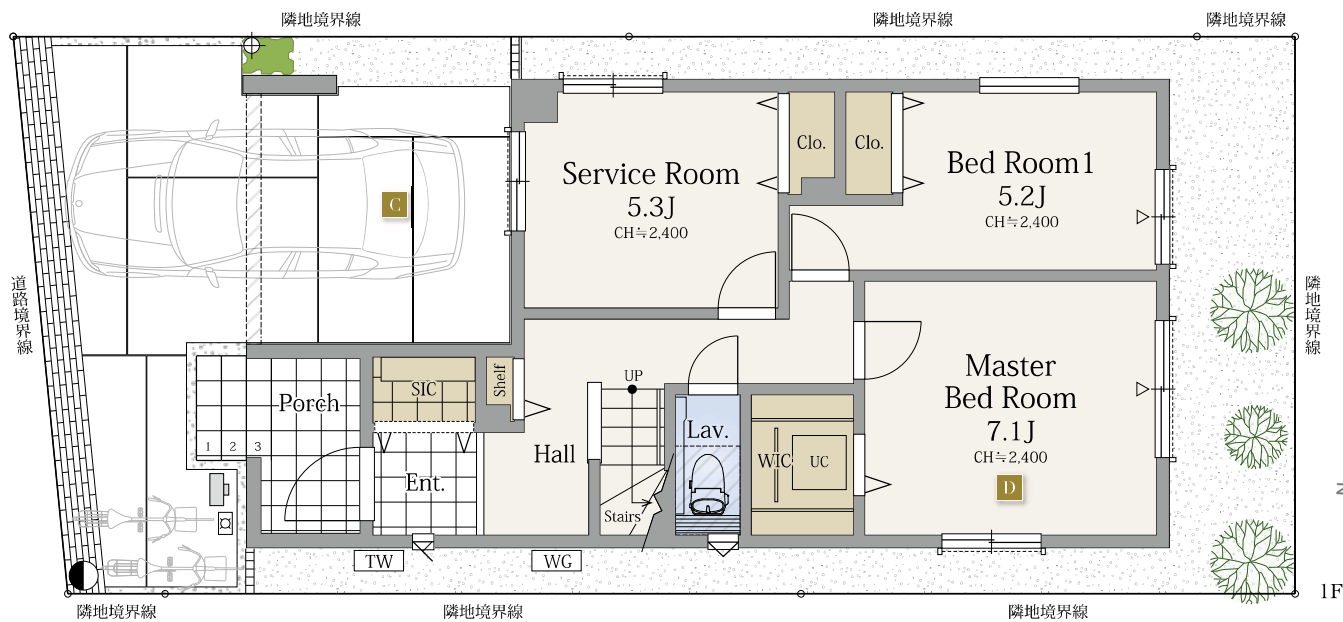 隣地境界線
隣地境界線
隣地境界線
Clo.
Clo.
Service Room
5.3J
CH≒2,400
Bed Room1
5.2J
CH≒2,400
C
道路境界線
隣地境界線
Master
Bed Room
7.1J
CH≒2,400
D
UP
SIC
Shelf
Porch
1 2 3
Hall
Lav.
WIC
UC
Ent.
Stairs
TW
WG
N
1F
隣地境界線
隣地境界線
隣地境界線